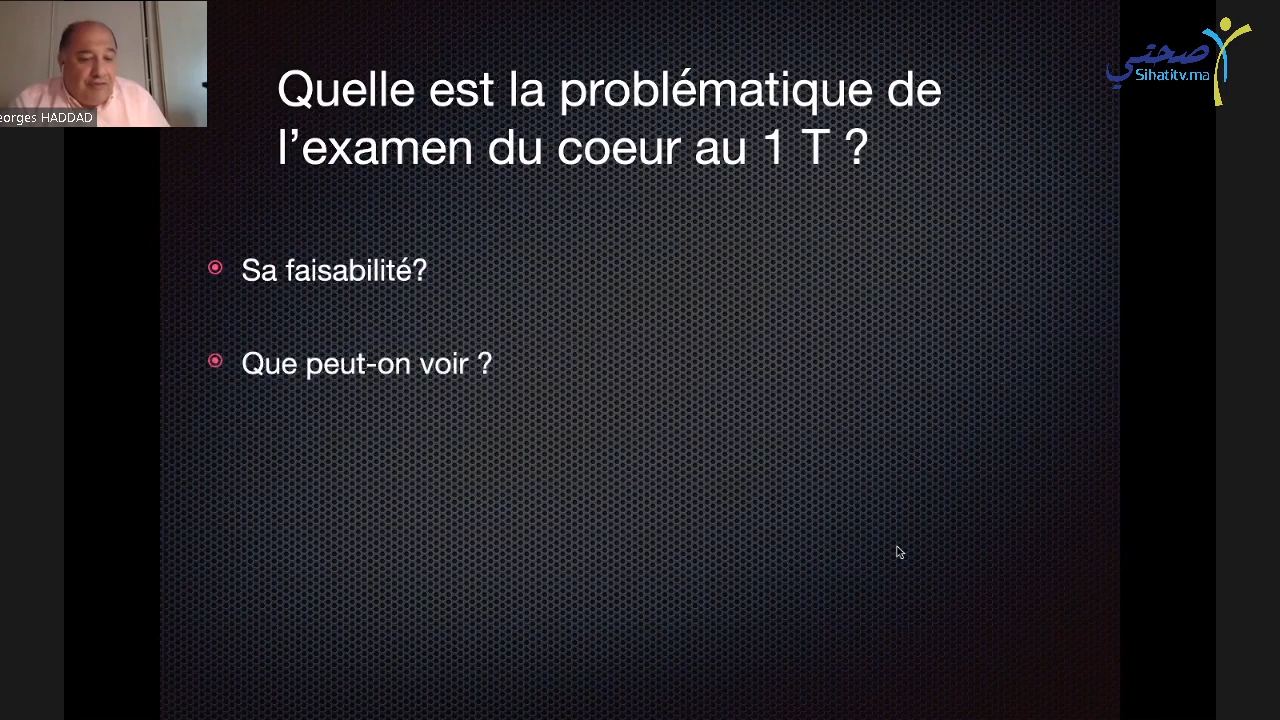 eorges HADDAD
صحتي
Sihatitv.ma
Quelle est la problématique de
l’examen du coeur au 1 T ?
Sa faisabilité?
Que peut-on voir ?